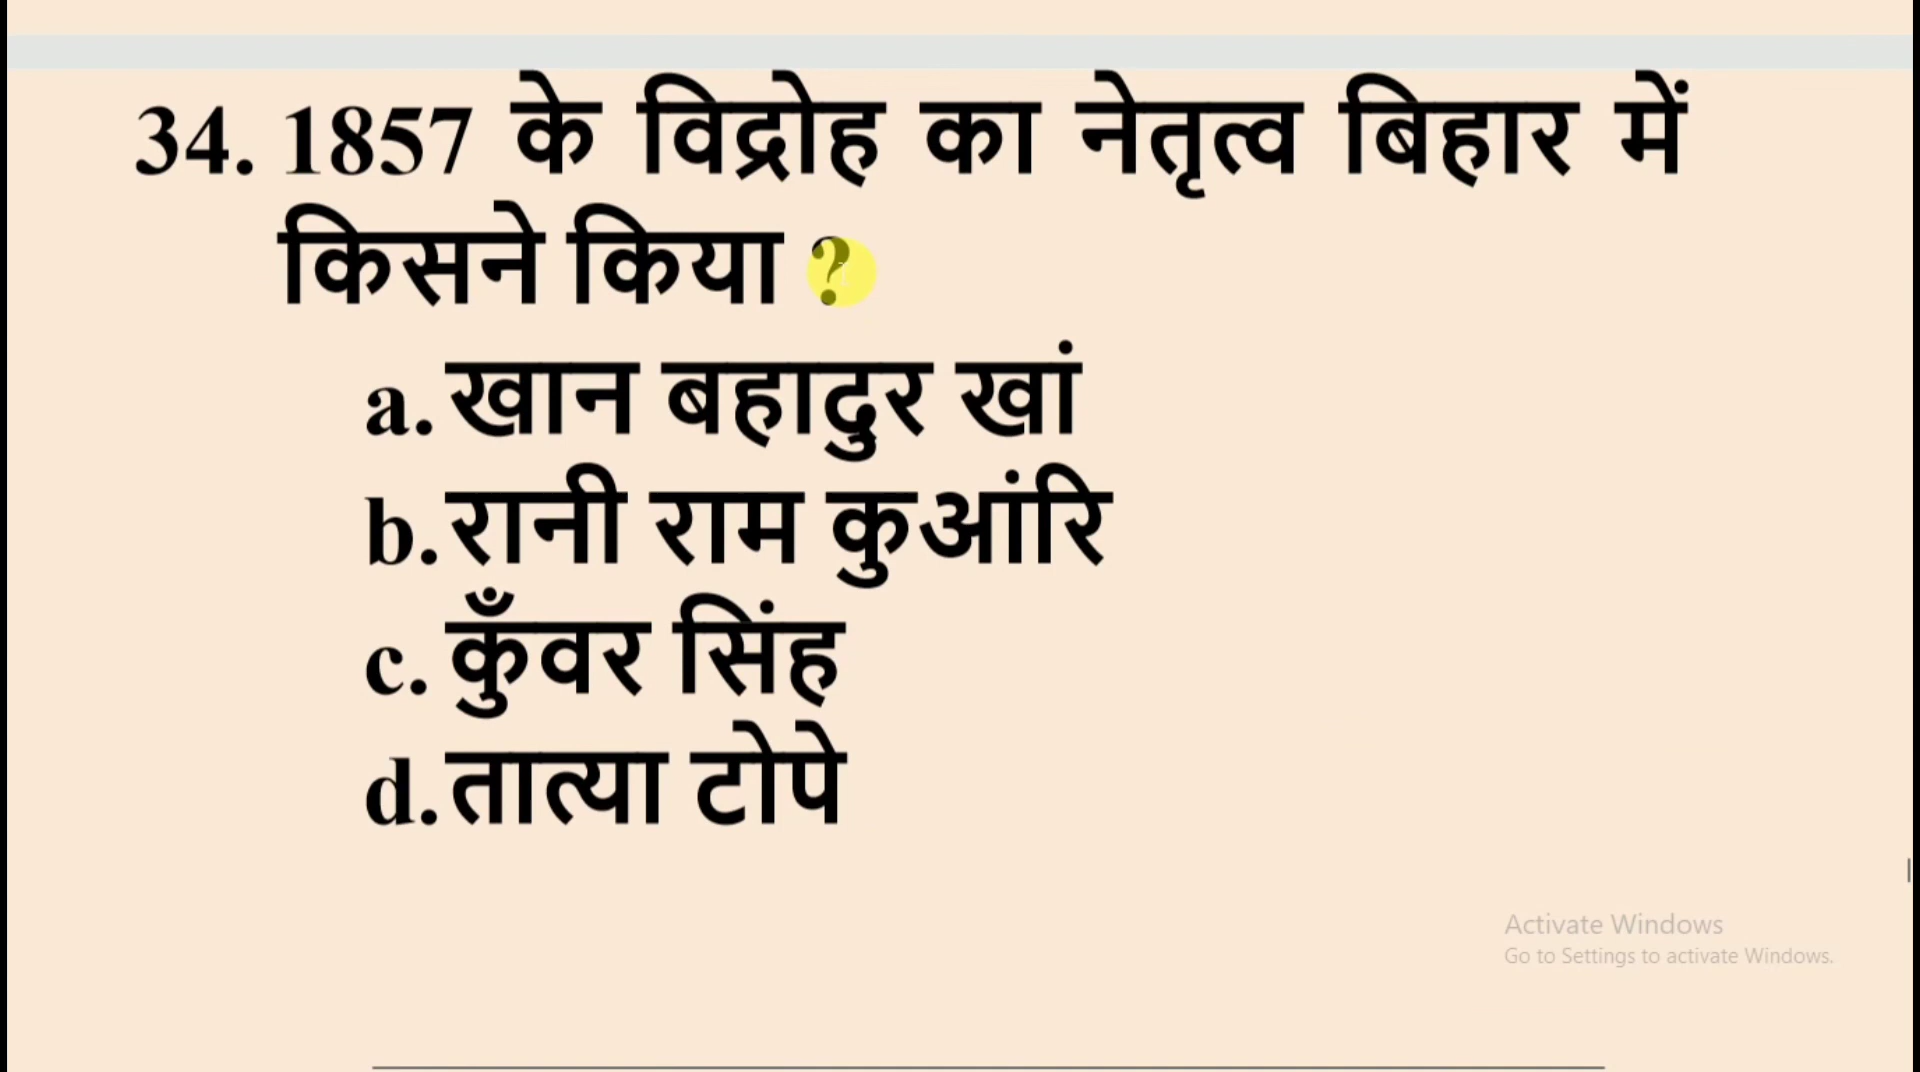 34. 1857 के विद्रोह का नेतृत्व बिहार में
किसने किया ?
a. खान बहादुर खां
b. रानी राम कुआंरि
c. कुँवर सिंह
d. तात्या टोपे
Activate Windows
Go to Settings to activate Windows.